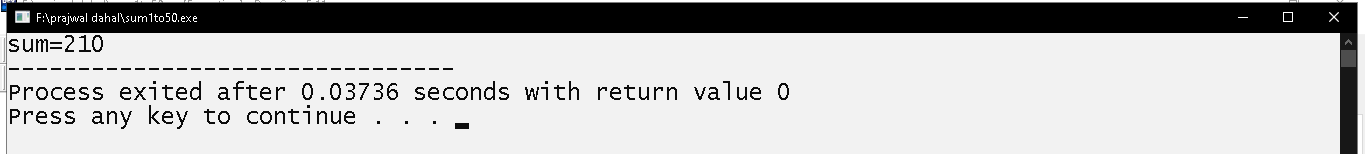 F:\prajwal dahal\sum1to50.exe
sum=210
--------------------------------
Process exited after 0.03736 seconds with return value 0
Press any key to continue . . .